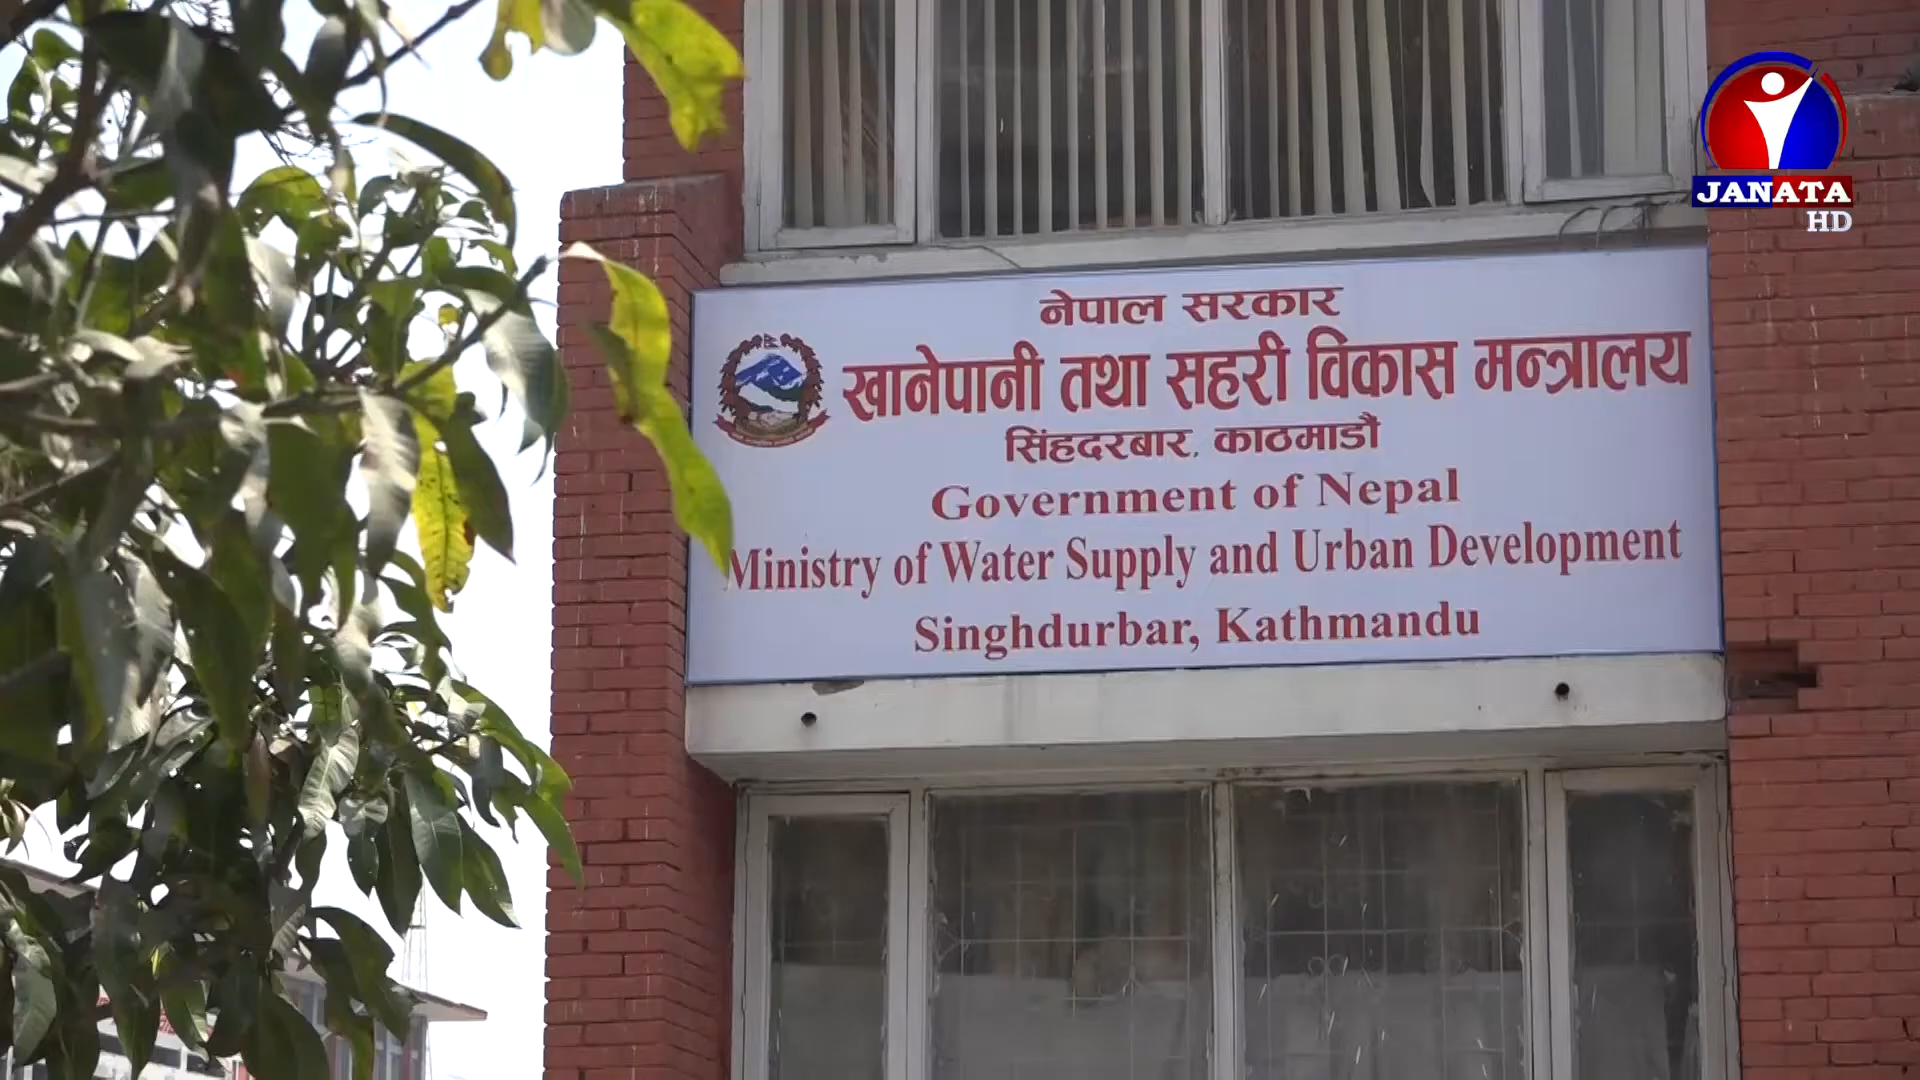 JANATA
HD
नेपाल सरकार
खानेपानी तथा सहरी विकास मन्त्रालय
सिंहदरबार, काठमाडौं
Government of Nepal
Ministry of Water Supply and Urban Development
Singhdurbar, Kathmandu